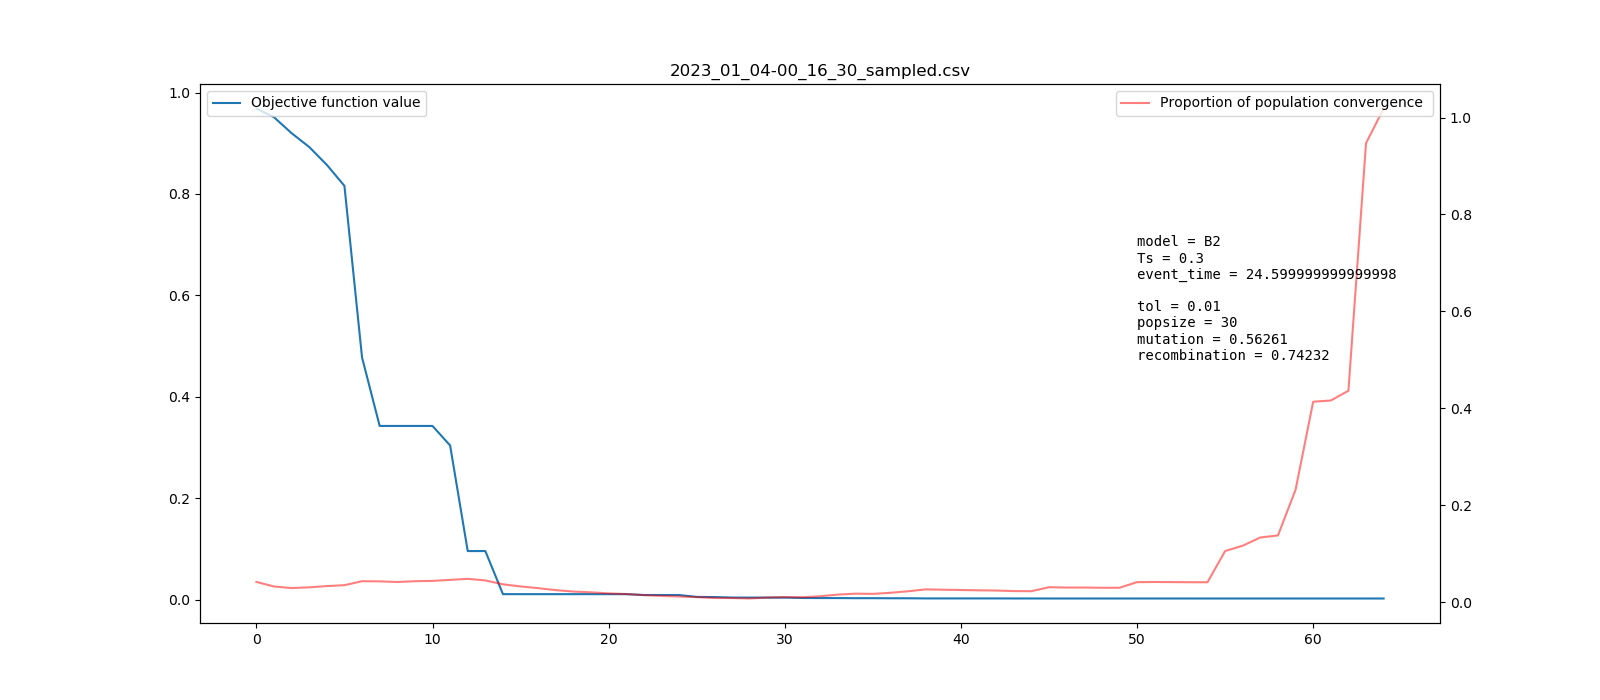 2023_01_04-00_16_30_sampled.csv
Objective function value
Proportion of population convergence
1.0
0.8
0.6
0.4
0.2
0.0
1.0
0.8
0.6
0.4
0.2
0.0
model = B2
Ts = 0.3
event_time = 24.599999999999998
tol = 0.01
popsize = 30
mutation = 0.56261
recombination = 0.74232
0 10 20 30 40 50 60